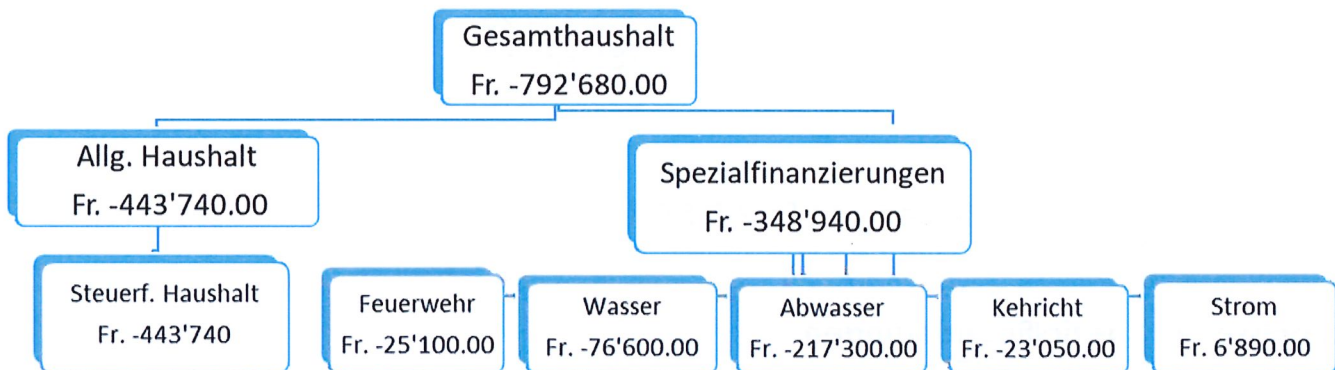 Gesamthaushalt
Fr. -792'680.00
Allg. Haushalt
Fr. -443'740.00
Spezialfinanzierungen
Fr. -348'940.00
Steuerf. Haushalt
Fr. -443'740
Feuerwehr
Fr. -25'100.00
Wasser
Fr. -76'600.00
Abwasser
Fr. -217'300.00
Kehricht
Fr. -23'050.00
Strom
Fr. 6'890.00